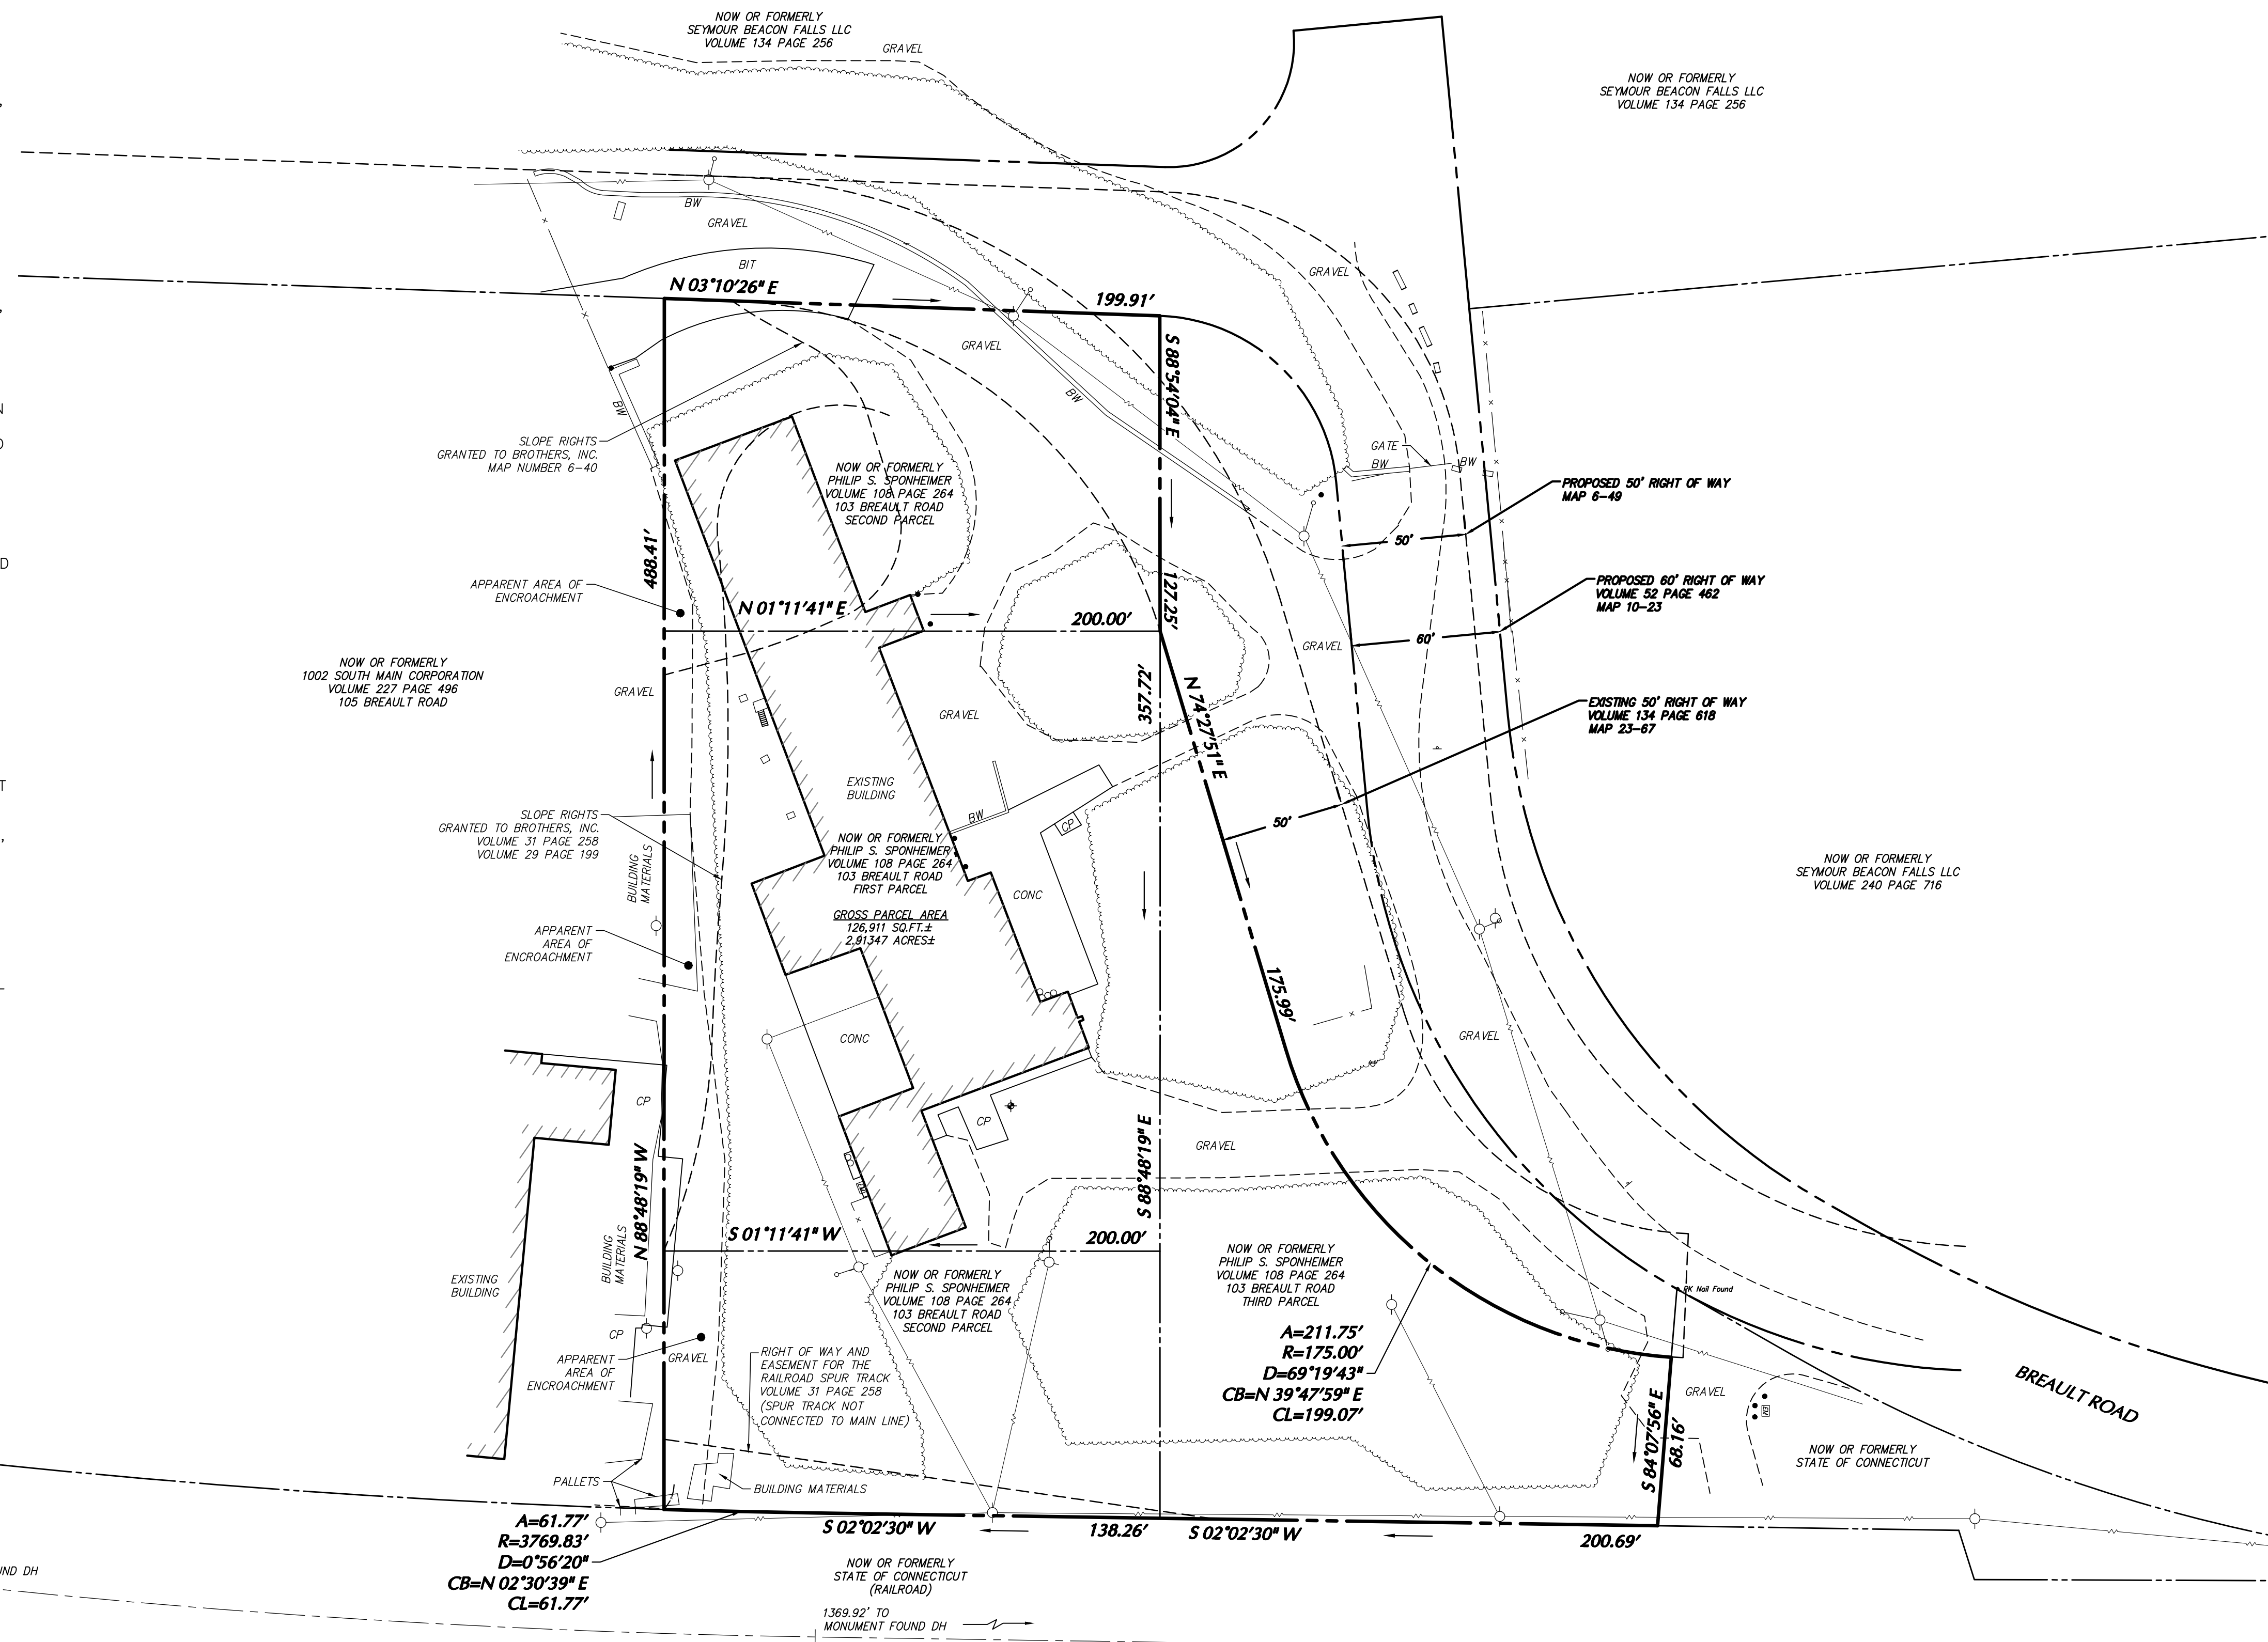 NOW OR FORMERLY
SEYMOUR BEACON FALLS LLC
VOLUME 134 PAGE 256
GRAVEL
NOW OR FORMERLY
SEYMOUR BEACON FALLS LLC
VOLUME 134 PAGE 256
BW
GRAVEL
BIT
GRAVEL
N 03°10'26" E
199.91'
GRAVEL
S 88°54'04" E
BW
BW
SLOPE RIGHTS
GRANTED TO BROTHERS, INC.
MAP NUMBER 6-40
GATE
BW
BW
NOW OR FORMERLY
PHILIP S. SPONHEIMER
VOLUME 108 PAGE 264
103 BREAULT ROAD
SECOND PARCEL
PROPOSED 50' RIGHT OF WAY
MAP 6-49
50'
488.41'
APPARENT AREA OF
ENCROACHMENT
N 01°11'41" E
200.00'
127.25'
PROPOSED 60' RIGHT OF WAY
VOLUME 52 PAGE 462
MAP 10-23
60'
GRAVEL
NOW OR FORMERLY
1002 SOUTH MAIN CORPORATION
VOLUME 227 PAGE 496
105 BREAULT ROAD
GRAVEL
GRAVEL
357.72'
N 74°27'51" E
EXISTING 50' RIGHT OF WAY
VOLUME 134 PAGE 618
MAP 23-67
50'
EXISTING
BUILDING
BW
CP
SLOPE RIGHTS
GRANTED TO BROTHERS, INC.
VOLUME 31 PAGE 258
VOLUME 29 PAGE 199
BUILDING
MATERIALS
NOW OR FORMERLY
PHILIP S. SPONHEIMER
VOLUME 108 PAGE 264
103 BREAULT ROAD
FIRST PARCEL
GROSS PARCEL AREA
126,911 SQ.FT.±
2.91347 ACRES±
CONC
NOW OR FORMERLY
SEYMOUR BEACON FALLS LLC
VOLUME 240 PAGE 716
APPARENT
AREA OF
ENCROACHMENT
175.99'
CONC
GRAVEL
CP
CP
GRAVEL
N 88°48'19" W
S 88°48'19" E
BUILDING
MATERIALS
S 01°11'41" W
200.00'
EXISTING
BUILDING
NOW OR FORMERLY
PHILIP S. SPONHEIMER
VOLUME 108 PAGE 264
103 BREAULT ROAD
SECOND PARCEL
NOW OR FORMERLY
PHILIP S. SPONHEIMER
VOLUME 108 PAGE 264
103 BREAULT ROAD
THIRD PARCEL
PK Nail Found
CP
A=211.75'
R=175.00'
D=69°19'43"
CB=N 39°47'59" E
CL=199.07'
APPARENT
AREA OF
ENCROACHMENT
GRAVEL
RIGHT OF WAY AND
EASEMENT FOR THE
RAILROAD SPUR TRACK
VOLUME 31 PAGE 258
(SPUR TRACK NOT
CONNECTED TO MAIN LINE)
S 84°07'56" E
68.16'
GRAVEL
BREAULT ROAD
NOW OR FORMERLY
STATE OF CONNECTICUT
PALLETS
BUILDING MATERIALS
A=61.77'
R=3769.83'
D=0°56'20"
CB=N 02°30'39" E
CL=61.77'
S 02°02'30" W
138.26'
S 02°02'30" W
200.69'
NOW OR FORMERLY
STATE OF CONNECTICUT
(RAILROAD)
UND DH
1369.92' TO
MONUMENT FOUND DH